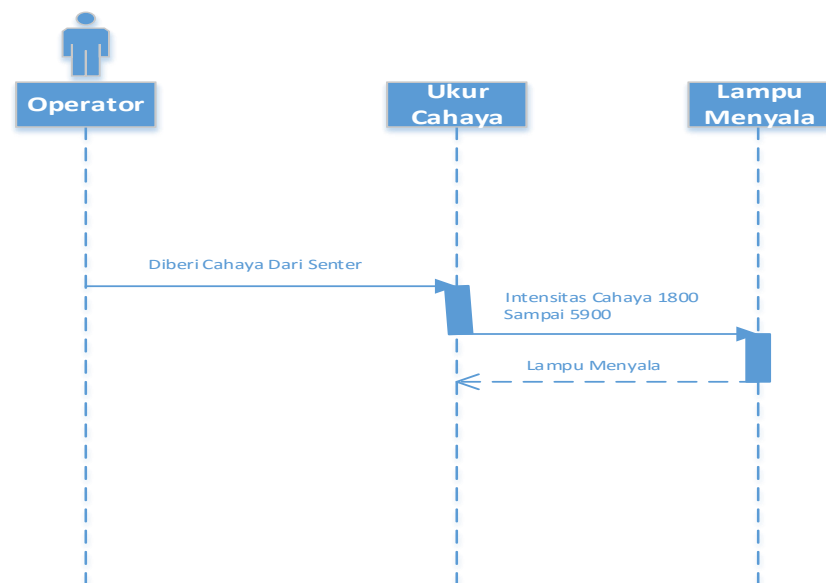 Operator
Ukur
Cahaya
Lampu
Menyala
Diberi Cahaya Dari Senter
Intensitas Cahaya 1800
Sampai 5900
Lampu Menyala